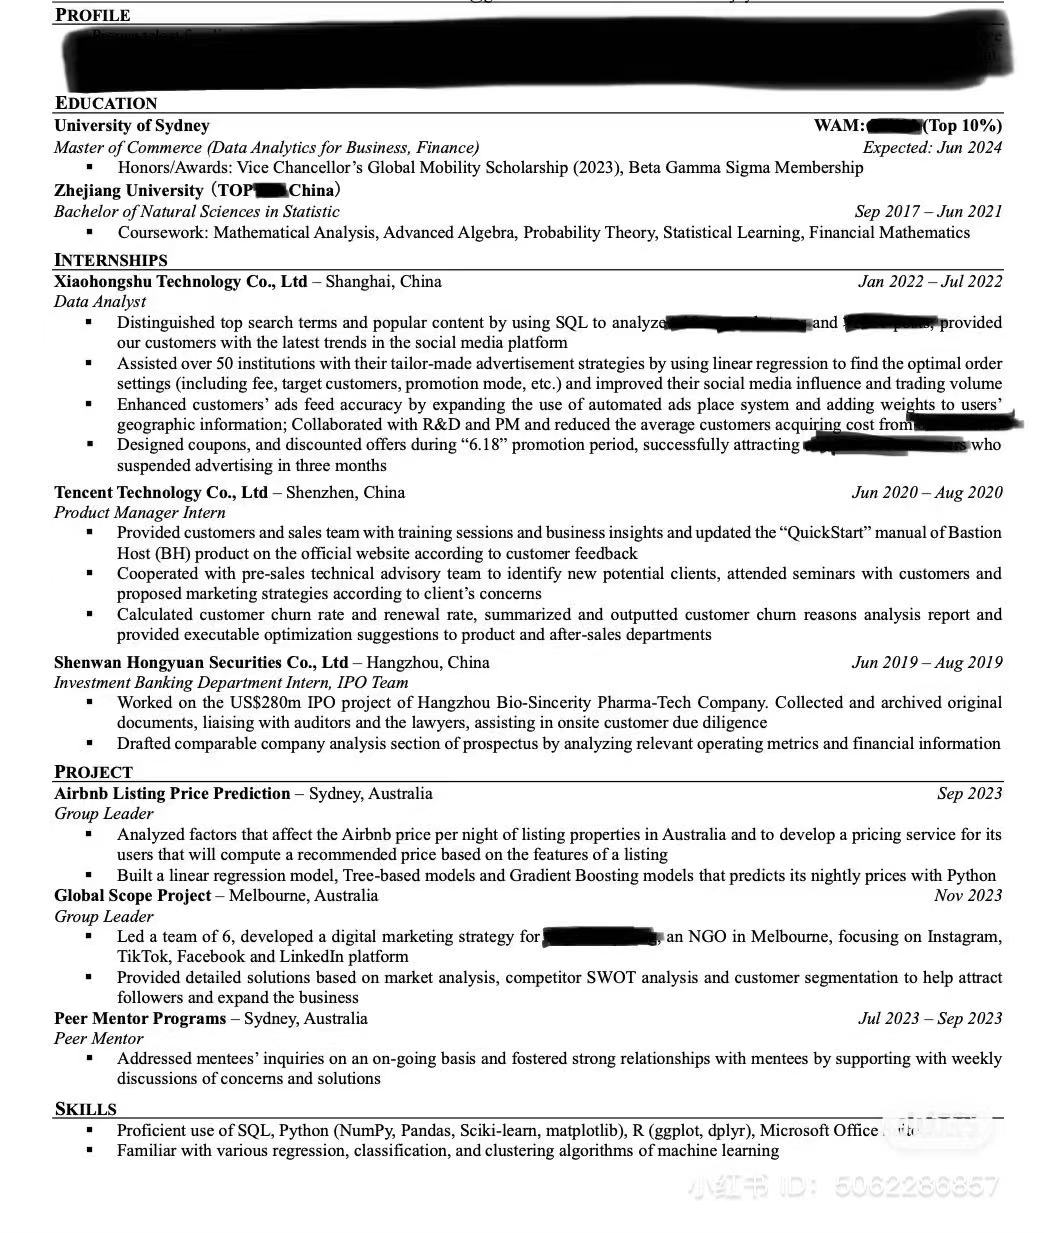 PROFILE
EDUCATION
University of Sydney WAM: (Top 10%)
Master of Commerce (Data Analytics for Business, Finance) Expected: Jun 2024
▪ Honors/Awards: Vice Chancellor’s Global Mobility Scholarship (2023), Beta Gamma Sigma Membership
Zhejiang University（TOP China）
Bachelor of Natural Sciences in Statistic Sep 2017 – Jun 2021
▪ Coursework: Mathematical Analysis, Advanced Algebra, Probability Theory, Statistical Learning, Financial Mathematics
INTERNSHIPS
Xiaohongshu Technology Co., Ltd – Shanghai, China Jan 2022 – Jul 2022
Data Analyst
▪ Distinguished top search terms and popular content by using SQL to analyze and provided
our customers with the latest trends in the social media platform
▪ Assisted over 50 institutions with their tailor-made advertisement strategies by using linear regression to find the optimal order
settings (including fee, target customers, promotion mode, etc.) and improved their social media influence and trading volume
▪ Enhanced customers’ ads feed accuracy by expanding the use of automated ads place system and adding weights to users’
geographic information; Collaborated with R&D and PM and reduced the average customers acquiring cost from
▪ Designed coupons, and discounted offers during “6.18” promotion period, successfully attracting who
suspended advertising in three months
Tencent Technology Co., Ltd – Shenzhen, China Jun 2020 – Aug 2020
Product Manager Intern
▪ Provided customers and sales team with training sessions and business insights and updated the “QuickStart” manual of Bastion
Host (BH) product on the official website according to customer feedback
▪ Cooperated with pre-sales technical advisory team to identify new potential clients, attended seminars with customers and
proposed marketing strategies according to client’s concerns
▪ Calculated customer churn rate and renewal rate, summarized and outputted customer churn reasons analysis report and
provided executable optimization suggestions to product and after-sales departments
Shenwan Hongyuan Securities Co., Ltd – Hangzhou, China Jun 2019 – Aug 2019
Investment Banking Department Intern, IPO Team
▪ Worked on the US$280m IPO project of Hangzhou Bio-Sincerity Pharma-Tech Company. Collected and archived original
documents, liaising with auditors and the lawyers, assisting in onsite customer due diligence
▪ Drafted comparable company analysis section of prospectus by analyzing relevant operating metrics and financial information
PROJECT
Airbnb Listing Price Prediction – Sydney, Australia Sep 2023
Group Leader
▪ Analyzed factors that affect the Airbnb price per night of listing properties in Australia and to develop a pricing service for its
users that will compute a recommended price based on the features of a listing
▪ Built a linear regression model, Tree-based models and Gradient Boosting models that predicts its nightly prices with Python
Global Scope Project – Melbourne, Australia Nov 2023
Group Leader
▪ Led a team of 6, developed a digital marketing strategy for an NGO in Melbourne, focusing on Instagram,
TikTok, Facebook and LinkedIn platform
▪ Provided detailed solutions based on market analysis, competitor SWOT analysis and customer segmentation to help attract
followers and expand the business
Peer Mentor Programs – Sydney, Australia Jul 2023 – Sep 2023
Peer Mentor
▪ Addressed mentees’ inquiries on an on-going basis and fostered strong relationships with mentees by supporting with weekly
discussions of concerns and solutions
SKILLS
▪ Proficient use of SQL, Python (NumPy, Pandas, Sciki-learn, matplotlib), R (ggplot, dplyr), Microsoft Office
▪ Familiar with various regression, classification, and clustering algorithms of machine learning
小红书 ID: 5062286857